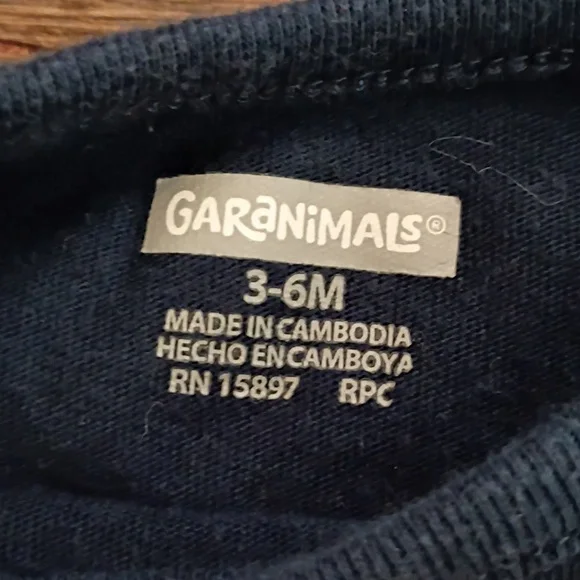 GARANiMALS®
3-6M
MADE IN CAMBODIA
HECHO EN CAMBOYA
RN 15897 RPC